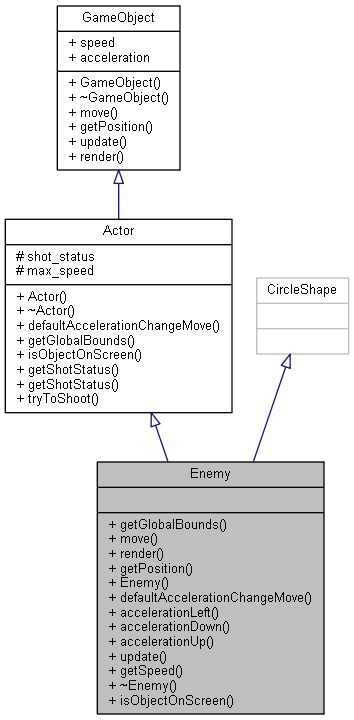 GameObject
+ speed
+ acceleration
+ GameObject()
+ ~GameObject()
+ move()
+ getPosition()
+ update()
+ render()
Actor
# shot_status
# max_speed
+ Actor()
+ ~Actor()
+ defaultAccelerationChangeMove()
+ getGlobalBounds()
+ isObjectOnScreen()
+ getShotStatus()
+ getShotStatus()
+ tryToShoot()
CircleShape
Enemy
+ getGlobalBounds()
+ move()
+ render()
+ getPosition()
+ Enemy()
+ defaultAccelerationChangeMove()
+ accelerationLeft()
+ accelerationDown()
+ accelerationUp()
+ update()
+ getSpeed()
+ ~Enemy()
+ isObjectOnScreen()